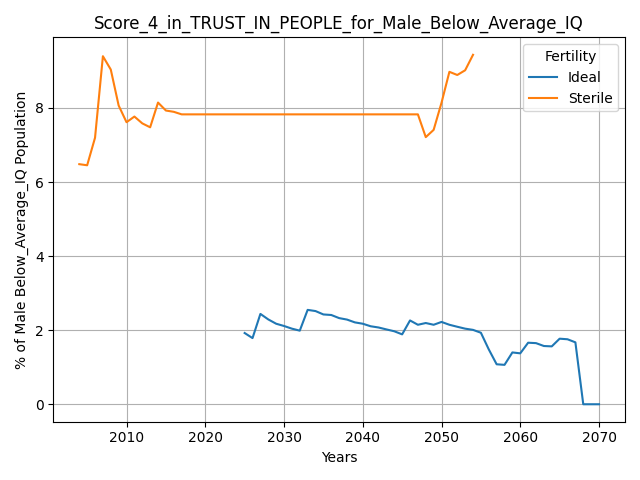 Score_4_in_TRUST_IN_PEOPLE_for_Male_Below_Average_IQ
Fertility
Ideal
Sterile
% of Male Below_Average_IQ Population
8
6
4
2
0
2010 2020 2030 2040 2050 2060 2070
Years